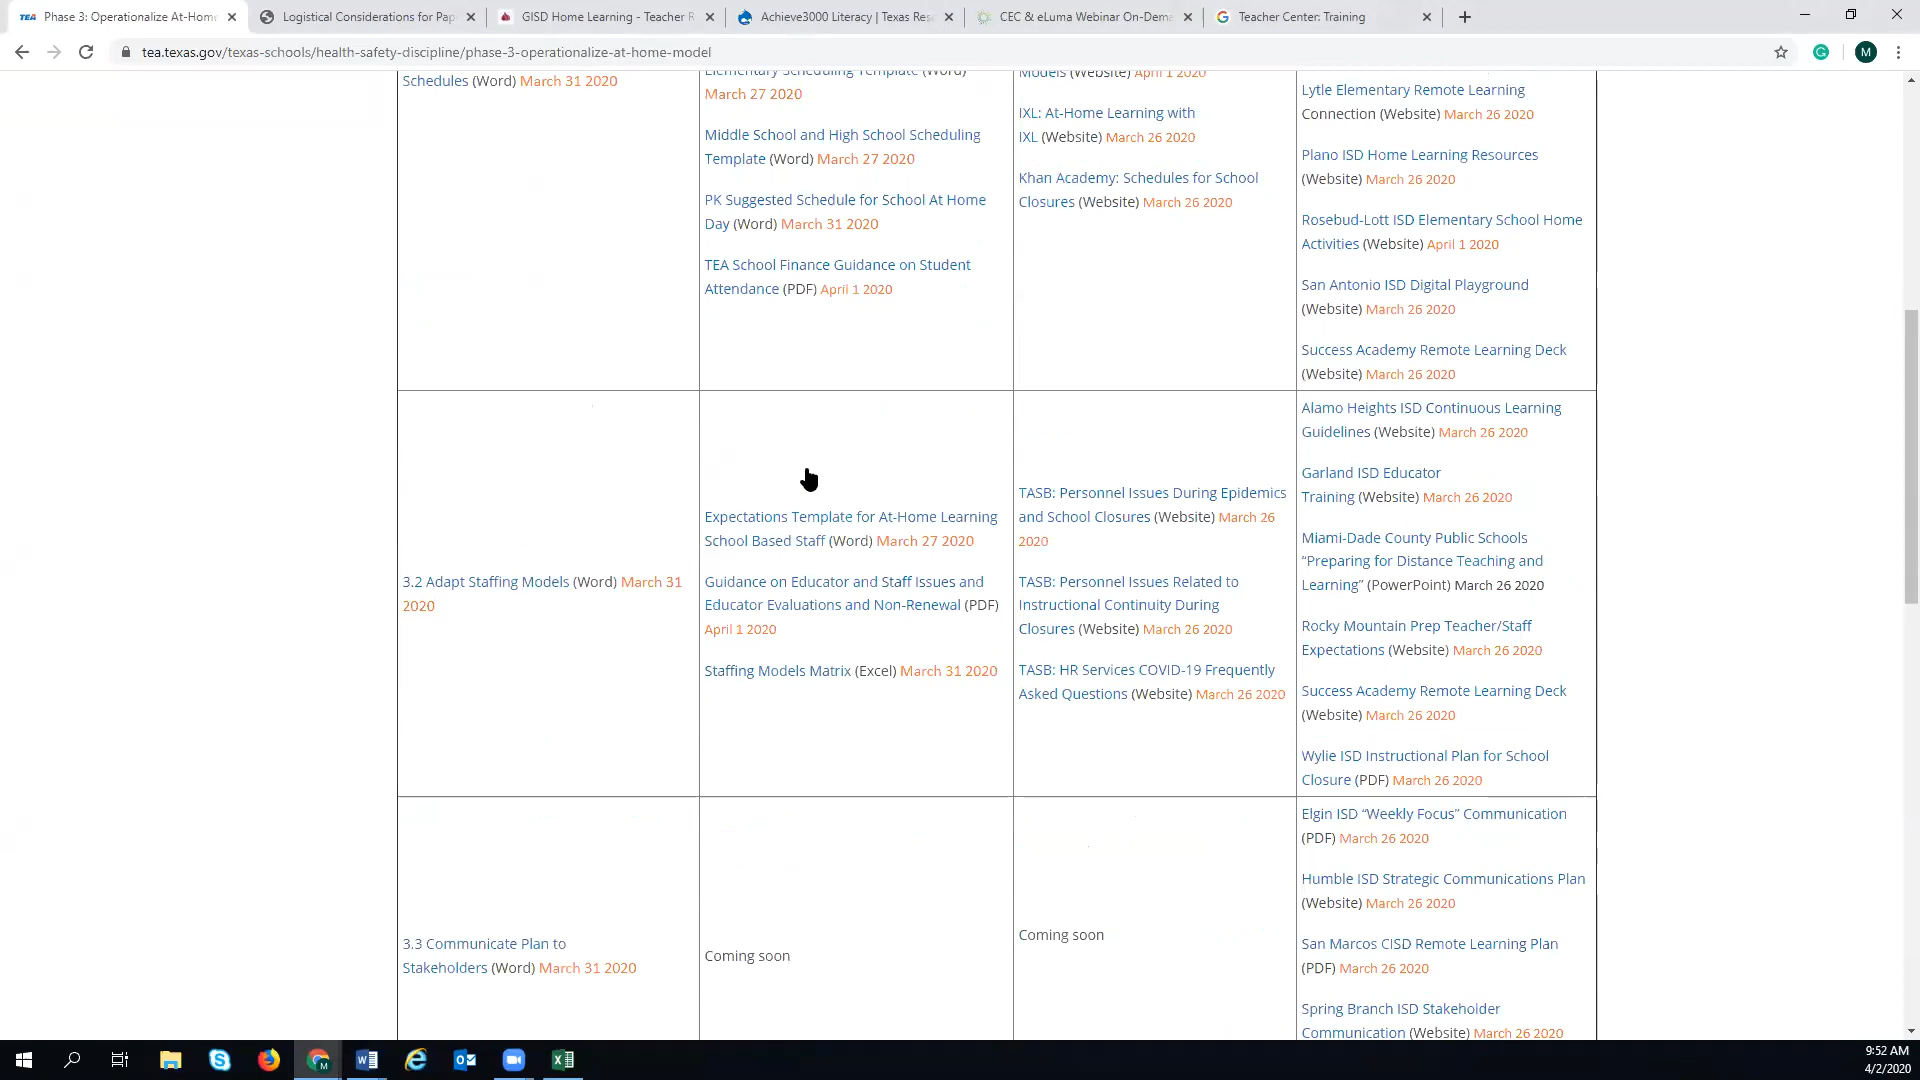 Phase 3: Operationalize At-Home
Logistical Considerations for Pap
GISD Home Learning - Teacher R
Achieve3000 Literacy | Texas Res
CEC & eLuma Webinar On-Dem
Teacher Center: Training
tea.texas.gov/texas-schools/health-safety-discipline/phase-3-operationalize-at-home-model
Schedules (Word) March 31 2020
Elementary Scheduling Template (Word)
March 27 2020
Middle School and High School Scheduling
Template (Word) March 27 2020
PK Suggested Schedule for School At Home
Day (Word) March 31 2020
TEA School Finance Guidance on Student
Attendance (PDF) April 1 2020
Models (Website) April 1 2020
IXL: At-Home Learning with
IXL (Website) March 26 2020
Khan Academy: Schedules for School
Closures (Website) March 26 2020
Lytle Elementary Remote Learning
Connection (Website) March 26 2020
Plano ISD Home Learning Resources
(Website) March 26 2020
Rosebud-Lott ISD Elementary School Home
Activities (Website) April 1 2020
San Antonio ISD Digital Playground
(Website) March 26 2020
Success Academy Remote Learning Deck
(Website) March 26 2020
3.2 Adapt Staffing Models (Word) March 31
2020
Expectations Template for At-Home Learning
School Based Staff (Word) March 27 2020
Guidance on Educator and Staff Issues and
Educator Evaluations and Non-Renewal (PDF)
April 1 2020
Staffing Models Matrix (Excel) March 31 2020
TASB: Personnel Issues During Epidemics
and School Closures (Website) March 26
2020
TASB: Personnel Issues Related to
Instructional Continuity During
Closures (Website) March 26 2020
TASB: HR Services COVID-19 Frequently
Asked Questions (Website) March 26 2020
Alamo Heights ISD Continuous Learning
Guidelines (Website) March 26 2020
Garland ISD Educator
Training (Website) March 26 2020
Miami-Dade County Public Schools
“Preparing for Distance Teaching and
Learning” (PowerPoint) March 26 2020
Rocky Mountain Prep Teacher/Staff
Expectations (Website) March 26 2020
Success Academy Remote Learning Deck
(Website) March 26 2020
Wylie ISD Instructional Plan for School
Closure (PDF) March 26 2020
3.3 Communicate Plan to
Stakeholders (Word) March 31 2020
Coming soon
Coming soon
Elgin ISD “Weekly Focus” Communication
(PDF) March 26 2020
Humble ISD Strategic Communications Plan
(Website) March 26 2020
San Marcos CISD Remote Learning Plan
(PDF) March 26 2020
Spring Branch ISD Stakeholder
Communication (Website) March 26 2020
9:52 AM
4/2/2020